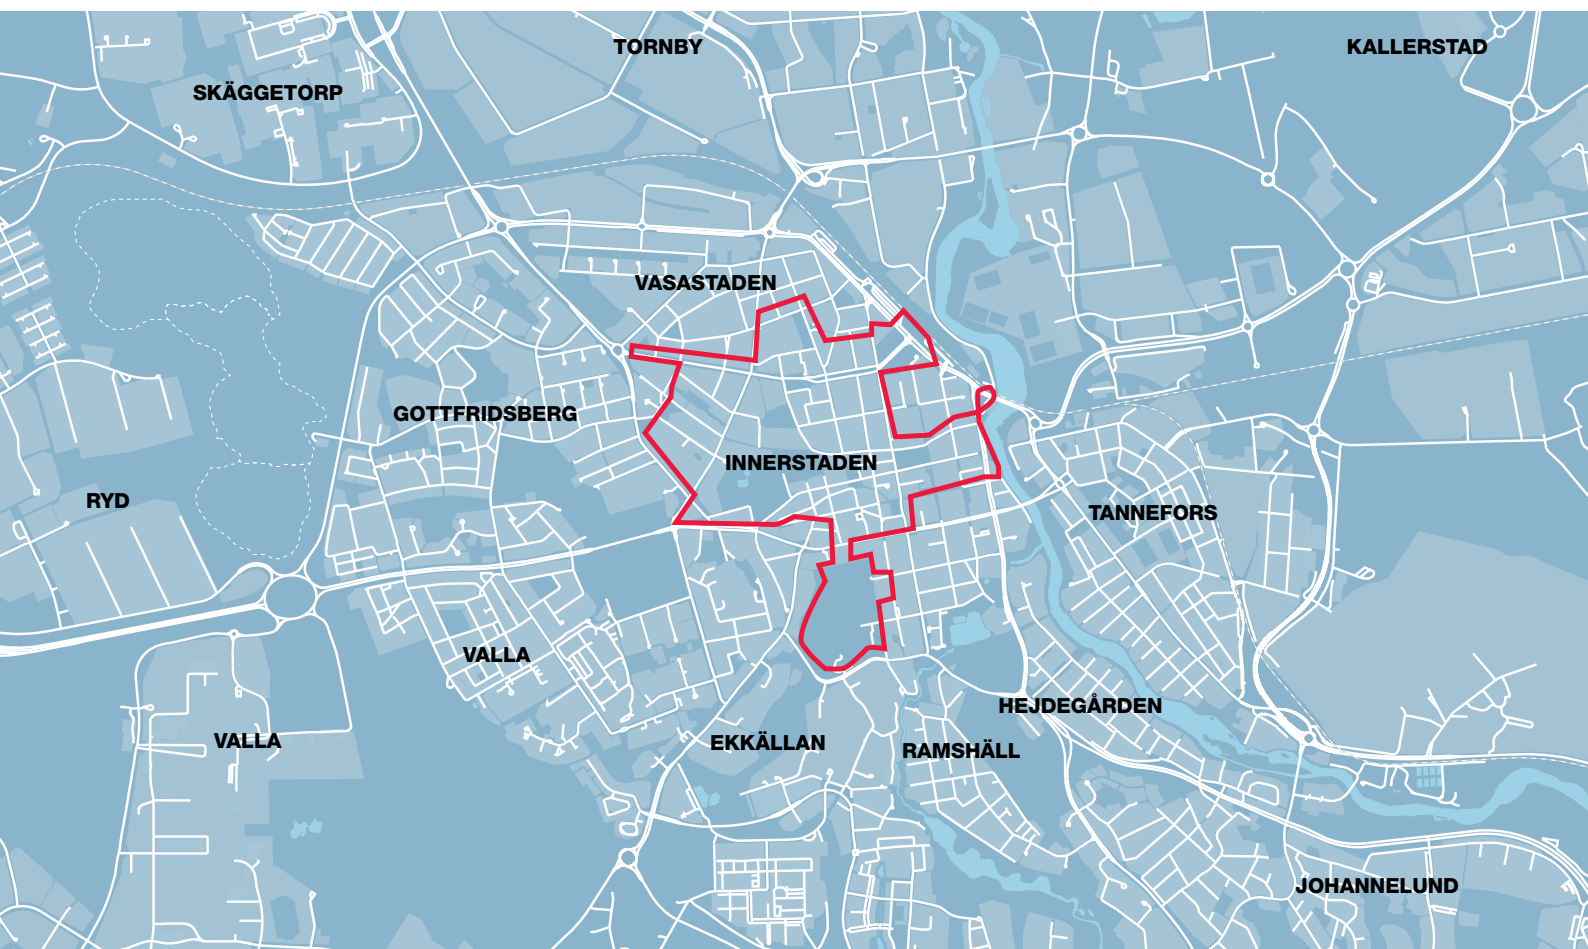 TORNBY
KALLERSTAD
SKÄGGETORP
VASASTADEN
GOTTFRIDSBERG
INNERSTADEN
RYD
TANNEFORS
VALLA
HEJDEGÅRDEN
VALLA
EKKÄLLAN
RAMSHÄLL
JOHANNELUND